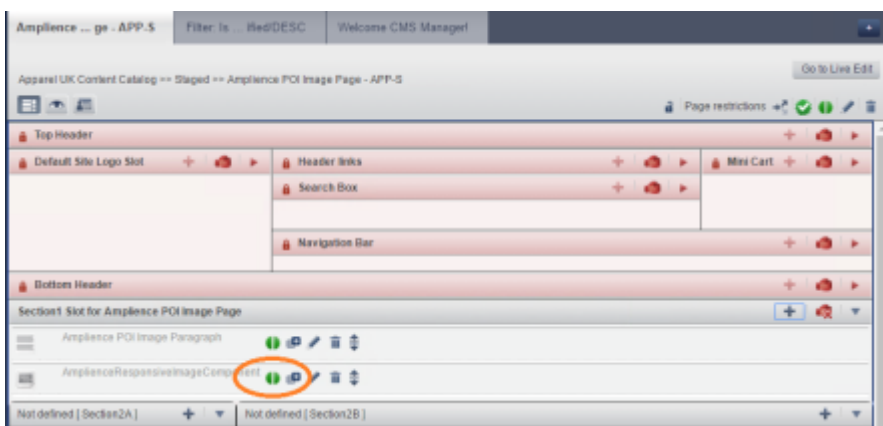 Amplience ... ge - APP-S
Filter: Is ... ified/DESC
Welcome CMS Manager!
Go to Live Edit
Apparel UK Content Catalog >> Staged >> Amplience POI Image Page - APP-S
Page restrictions
Top Header
Default Site Logo Slot
Header links
Mini Cart
Search Box
Navigation Bar
Bottom Header
Section1 Slot for Amplience POI Image Page
Amplience POI Image Paragraph
AmplienceResponsiveImageComponent
Not defined [ Section2A ]
Not defined [ Section2B ]